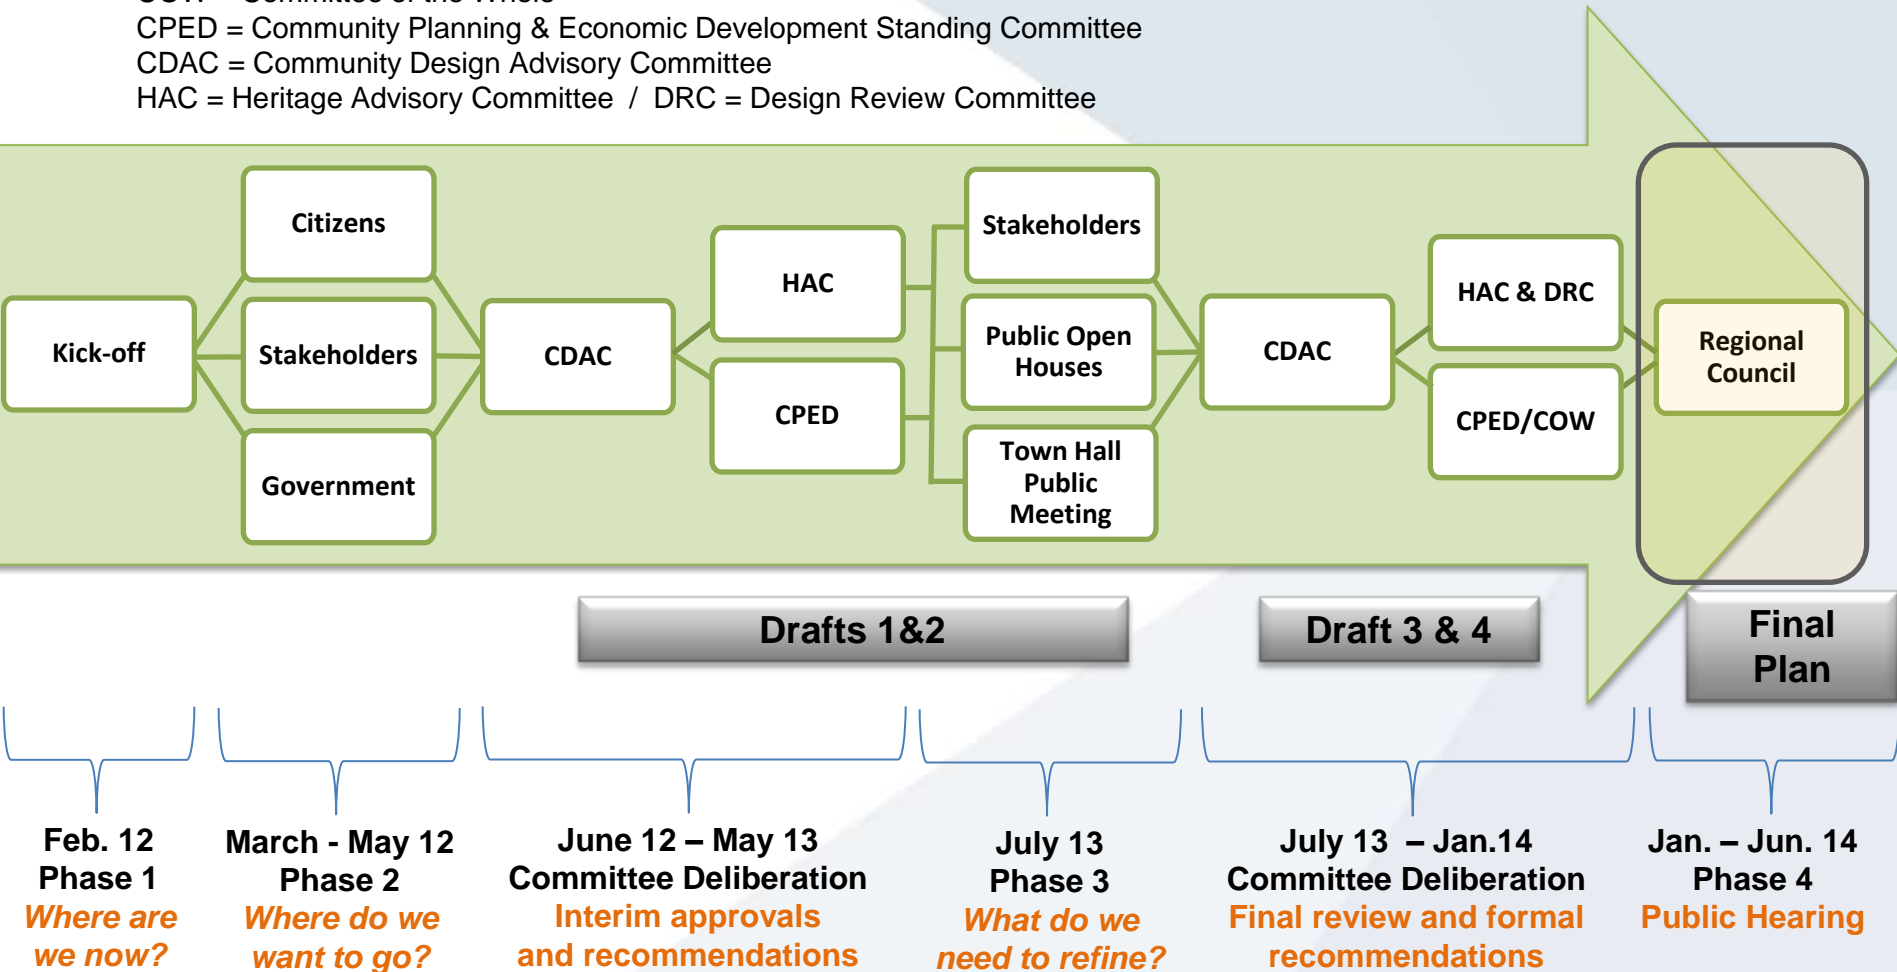 COW = Committee of the Whole
CPED = Community Planning & Economic Development Standing Committee
CDAC = Community Design Advisory Committee
HAC = Heritage Advisory Committee / DRC = Design Review Committee
Kick-off
Citizens
Stakeholders
Government
CDAC
HAC
CPED
Stakeholders
Public Open
Houses
Town Hall
Public
Meeting
CDAC
HAC & DRC
CPED/COW
Regional
Council
Drafts 1&2
Draft 3 & 4
Final
Plan
Feb. 12
Phase 1
Where are
we now?
March - May 12
Phase 2
Where do we
want to go?
June 12 – May 13
Committee Deliberation
Interim approvals
and recommendations
July 13
Phase 3
What do we
need to refine?
July 13 – Jan.14
Committee Deliberation
Final review and formal
recommendations
Jan. – Jun. 14
Phase 4
Public Hearing